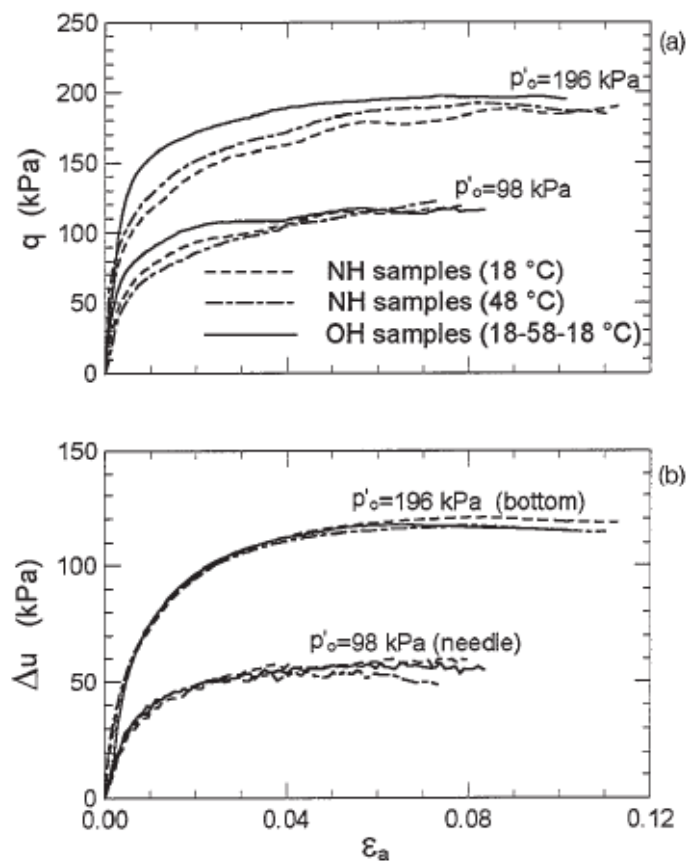 250
(a)
p'o=196 kPa
200
150
q (kPa)
p'o=98 kPa
100
NH samples (18 °C)
50
NH samples (48 °C)
OH samples (18-58-18 °C)
0
150
(b)
p'o=196 kPa (bottom)
100
Δu (kPa)
p'o=98 kPa (needle)
50
0
0.00 0.04 0.08 0.12
εa